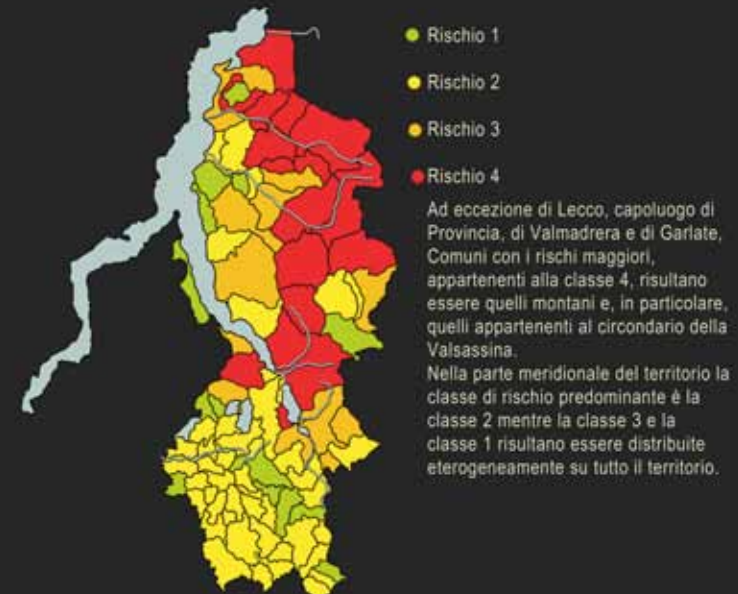 Rischio 1
Rischio 2
Rischio 3
Rischio 4
Ad eccezione di Lecco, capoluogo di
Provincia, di Valmadrera e di Garlate,
Comuni con i rischi maggiori,
appartenenti alla classe 4, risultano
essere quelli montani e, in particolare,
quelli appartenenti al circondario della
Valsassina.
Nella parte meridionale del territorio la
classe di rischio predominante è la
classe 2 mentre la classe 3 e la
classe 1 risultano essere distribuite
eterogeneamente su tutto il territorio.